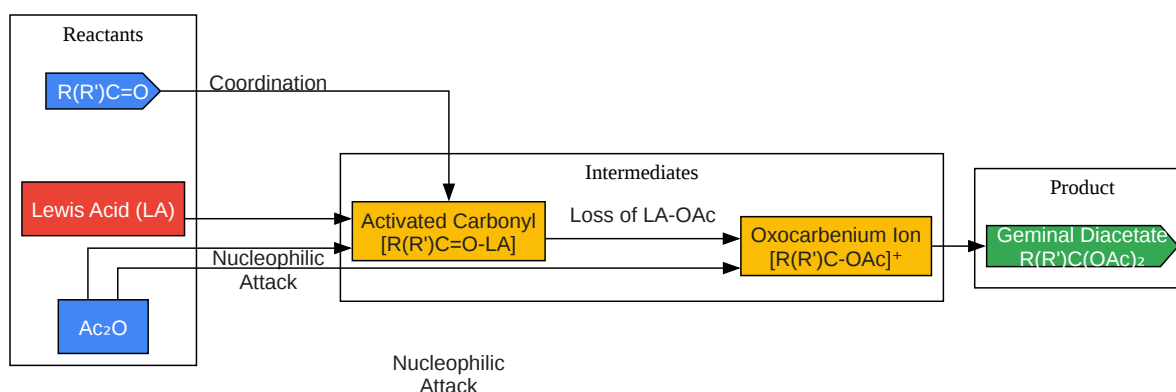 Reactants
R(R')C=O
Coordination
Lewis Acid (LA)
Ac₂O
Nucleophilic
Attack
Intermediates
Activated Carbonyl
[R(R')C=O-LA]
Loss of LA-OAc
Oxocarbenium Ion
[R(R')C-OAc]⁺
Product
Geminal Diacetate
R(R')C(OAc)₂
Nucleophilic
Attack